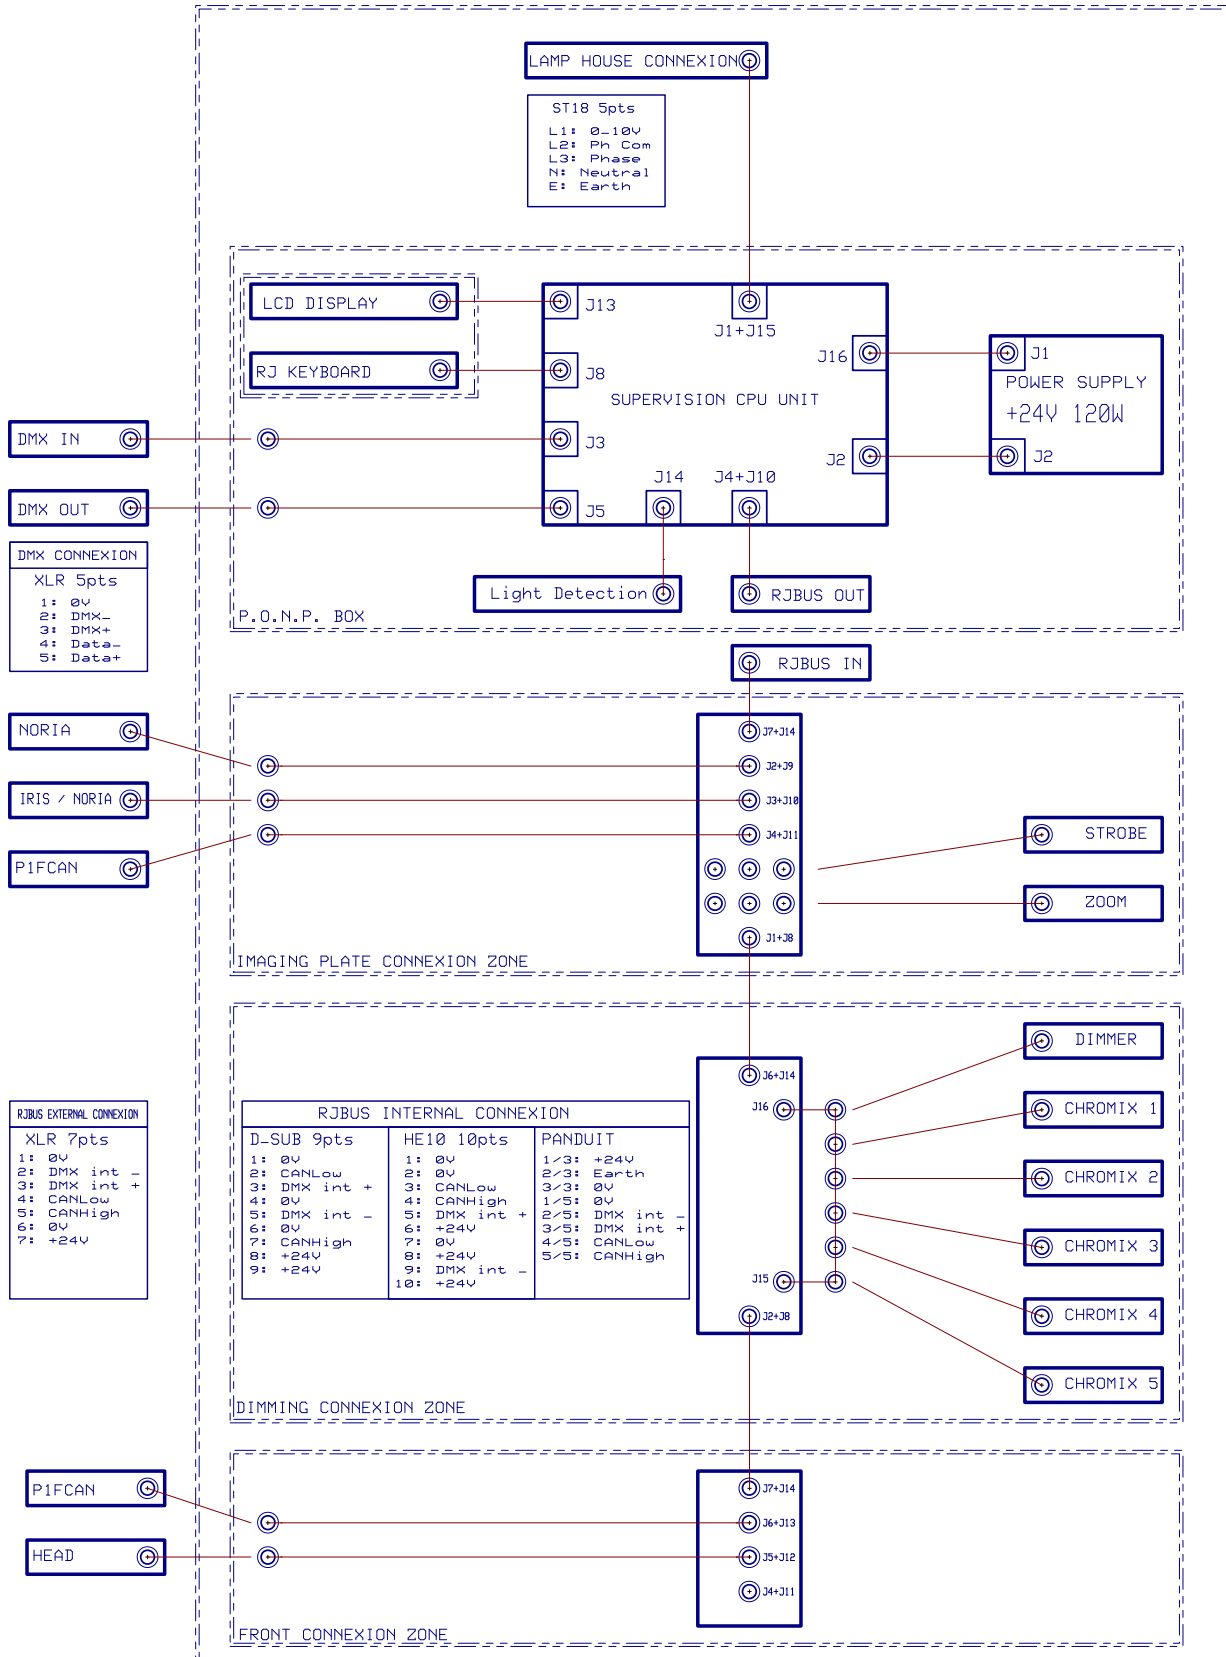 LAMP HOUSE CONNEXION
ST18 5pts
L1: 0_10V
L2: Ph Com
L3: Phase
N: Neutral
E: Earth
LCD DISPLAY
J13
J1+J15
RJ KEYBOARD
J8
J16
J1
POWER SUPPLY
+24V 120W
SUPERVISION CPU UNIT
DMX IN
J3
J2
J2
J14
J4+J10
DMX OUT
J5
DMX CONNEXION
XLR 5pts
1: 0V
2: DMX_
3: DMX+
4: Data_
5: Data+
Light Detection
RJBUS OUT
P.O.N.P. BOX
RJBUS IN
NORIA
J7+J14
J2+J9
IRIS / NORIA
J3+J10
J4+J11
STROBE
P1FCAN
ZOOM
J1+J8
IMAGING PLATE CONNEXION ZONE
DIMMER
J6+J14
J16
CHROMIX 1
CHROMIX 2
CHROMIX 3
J15
CHROMIX 4
J2+J8
CHROMIX 5
RJBUS EXTERNAL CONNEXION
XLR 7pts
1: 0V
2: DMX int _
3: DMX int +
4: CANLow
5: CANHigh
6: 0V
7: +24V
RJBUS INTERNAL CONNEXION
D_SUB 9pts
1: 0V
2: CANLow
3: DMX int +
4: 0V
5: DMX int _
6: 0V
7: CANHigh
8: +24V
9: +24V
HE10 10pts
1: 0V
2: 0V
3: CANLow
4: CANHigh
5: DMX int +
6: +24V
7: 0V
8: +24V
9: DMX int _
10: +24V
PANDUIT
1/3: +24V
2/3: Earth
3/3: 0V
1/5: 0V
2/5: DMX int _
3/5: DMX int +
4/5: CANLow
5/5: CANHigh
DIMMING CONNEXION ZONE
P1FCAN
J7+J14
J6+J13
HEAD
J5+J12
J4+J11
FRONT CONNEXION ZONE